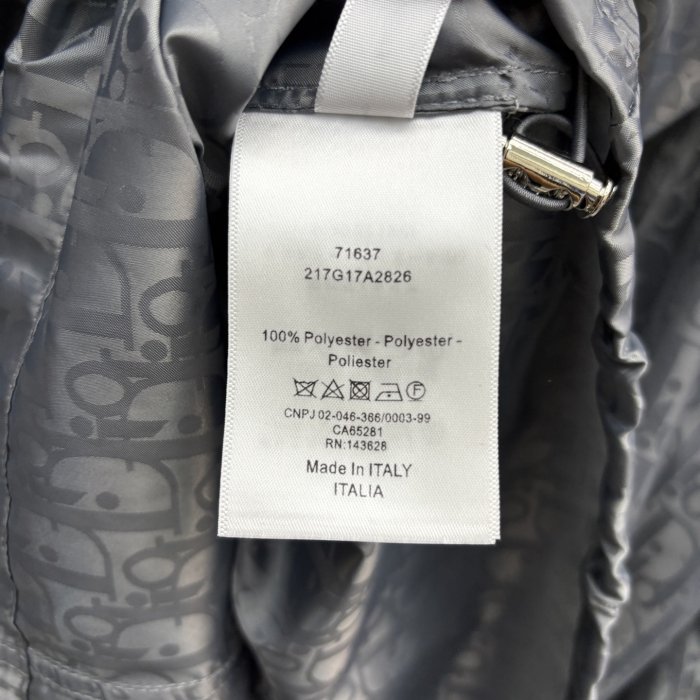 71637
217G17A2826
100% Polyester - Polyester -
Poliester
CNPJ 02-046-366/0003-99
CA65281
RN:143628
Made In ITALY
ITALIA